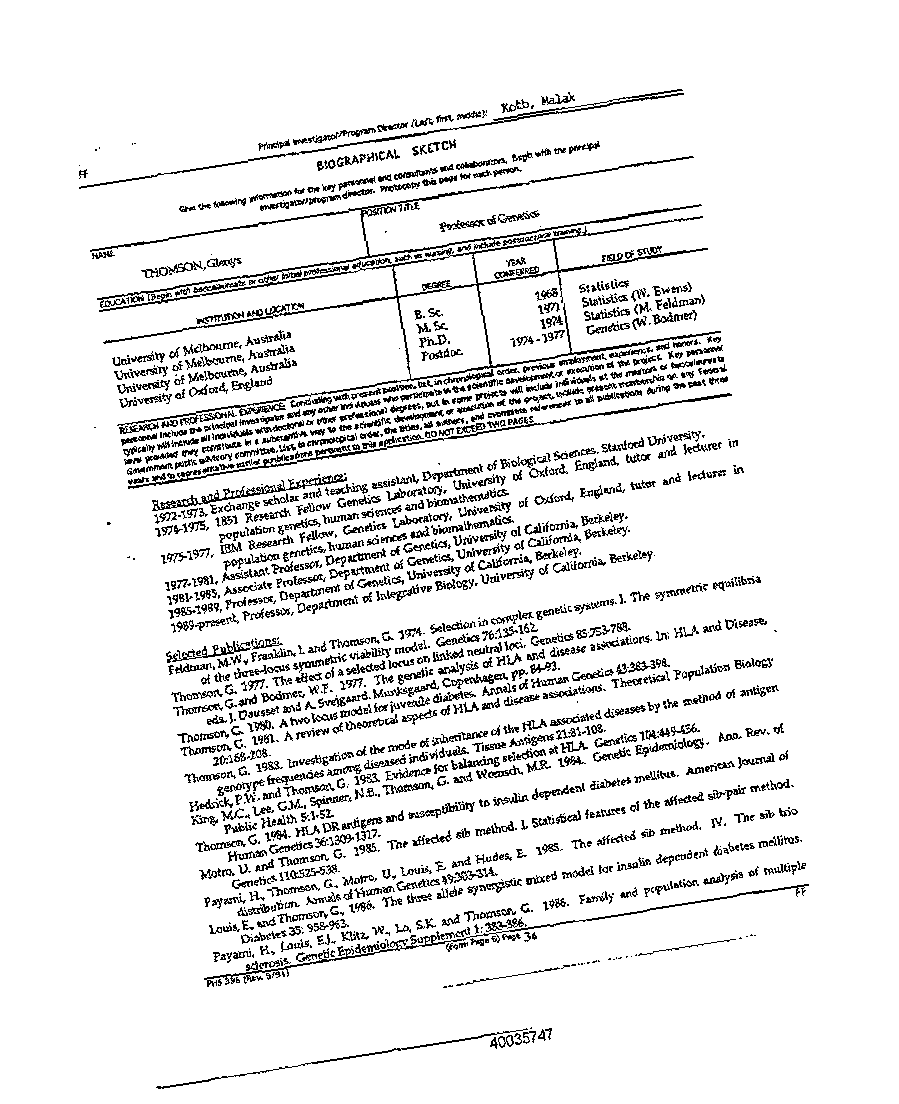 Principal Investigator/Program Director (Last, first, middle): Kotb, Malak
FF
BIOGRAPHICAL SKETCH
Give the following information for the key personnel and consultants and collaborators. Begin with the principal
investigator/program director. Photocopy this page for each person.
NAME
POSITION TITLE
THOMSON, Glenys
Professor of Genetics
EDUCATION (Begin with baccalaureate or other initial professional education, such as nursing, and include postdoctoral training.)
INSTITUTION AND LOCATION DEGREE YEAR CONFERRED FIELD OF STUDY
University of Melbourne, Australia B. Sc. 1968 Statistics
University of Melbourne, Australia M. Sc. 1971 Statistics (W. Ewens)
University of Melbourne, Australia Ph.D. 1974 Statistics (M. Feldman)
University of Oxford, England Postdoc. 1974 - 1977 Genetics (W. Bodmer)
RESEARCH AND PROFESSIONAL EXPERIENCE: Concluding with present position, list, in chronological order, previous employment, experience, and honors. Key
personnel include the principal investigator and any other individuals who participate in the scientific development or execution of the project. Key personnel
typically will include all individuals with doctoral or other professional degrees, but in some projects will include individuals at the masters or baccalaureate
level provided they contribute in a substantive way to the scientific development or execution of the project. Include present membership on any Federal
Government public advisory committee. List, in chronological order, the titles, all authors, and complete references to all publications during the past three
years and to representative earlier publications pertinent to this application. DO NOT EXCEED TWO PAGES.
Research and Professional Experience:
1972-1973, Exchange scholar and teaching assistant, Department of Biological Sciences, Stanford University.
1974-1975, 1851 Research Fellow Genetics Laboratory, University of Oxford, England, tutor and lecturer in
population genetics, human sciences and biomathematics.
1975-1977, IBM Research Fellow, Genetics Laboratory, University of Oxford, England, tutor and lecturer in
population genetics, human sciences and biomathematics.
1977-1981, Assistant Professor, Department of Genetics, University of California, Berkeley.
1981-1985, Associate Professor, Department of Genetics, University of California, Berkeley.
1985-1989, Professor, Department of Genetics, University of California, Berkeley.
1989-present, Professor, Department of Integrative Biology, University of California, Berkeley.
Selected Publications:
Feldman, M.W., Franklin, I. and Thomson, G. 1974. Selection in complex genetic systems. I. The symmetric equilibria
of the three-locus symmetric viability model. Genetics 76:135-162.
Thomson, G. 1977. The effect of a selected locus on linked neutral loci. Genetics 85:753-788.
Thomson, G. and Bodmer, W.F. 1977. The genetic analysis of HLA and disease associations. In: HLA and Disease,
eds. J. Dausset and A. Svejgaard. Munksgaard, Copenhagen, pp. 84-93.
Thomson, G. 1980. A two locus model for juvenile diabetes. Annals of Human Genetics 43:383-398.
Thomson, G. 1981. A review of theoretical aspects of HLA and disease associations. Theoretical Population Biology
20:168-208.
Thomson, G. 1983. Investigation of the mode of inheritance of the HLA associated diseases by the method of antigen
genotype frequencies among diseased individuals. Tissue Antigens 21:81-108.
Hedrick, P.W. and Thomson, G. 1983. Evidence for balancing selection at HLA. Genetics 104:449-456.
King, M.C., Lee, G.M., Spinner, N.B., Thomson, G. and Wrensch, M.R. 1984. Genetic Epidemiology. Ann. Rev. of
Public Health 5:1-52.
Thomson, G. 1984. HLA DR antigens and susceptibility to insulin dependent diabetes mellitus. American Journal of
Human Genetics 36:1309-1317.
Motro, U. and Thomson, G. 1985. The affected sib method. I. Statistical features of the affected sib-pair method.
Genetics 110:525-538.
Payami, H., Thomson, G., Motro, U., Louis, E. and Hudes, E. 1985. The affected sib method. IV. The sib trio
distribution. Annals of Human Genetics 49:303-314.
Louis, E., and Thomson, G., 1986. The three allele synergistic mixed model for insulin dependent diabetes mellitus.
Diabetes 35: 958-963.
Payami, H., Louis, E.J., Klitz, W., Lo, S.K. and Thomson, G. 1986. Family and population analysis of multiple
sclerosis. Genetic Epidemiology Supplement 1: 383-386.
PHS 398 (Rev. 9/91) (Form Page 6) Page 36 FF
40035747